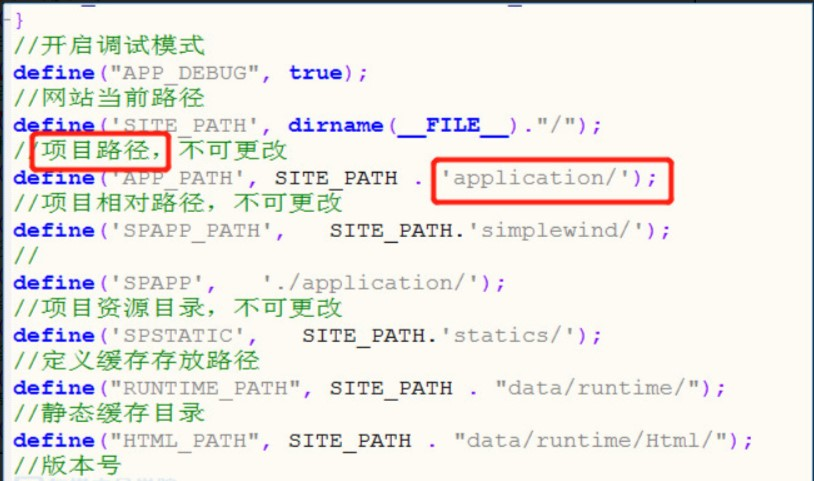 }
//开启调试模式
define("APP_DEBUG", true);
//网站当前路径
define('SITE_PATH', dirname(__FILE__)."/");
//项目路径，不可更改
define('APP_PATH', SITE_PATH . 'application/');
//项目相对路径，不可更改
define('SPAPP_PATH',   SITE_PATH.'simplewind/');
//
define('SPAPP',   './application/');
//项目资源目录，不可更改
define('SPSTATIC',   SITE_PATH.'statics/');
//定义缓存存放路径
define("RUNTIME_PATH", SITE_PATH . "data/runtime/");
//静态缓存目录
define("HTML_PATH", SITE_PATH . "data/runtime/Html/");
//版本号